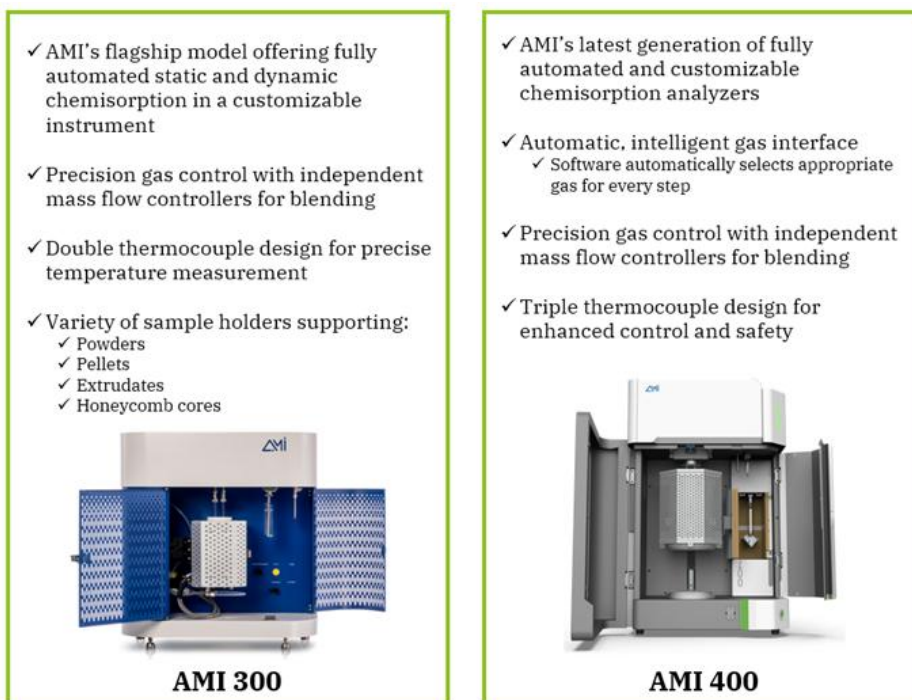 ✓ AMI's flagship model offering fully
automated static and dynamic
chemisorption in a customizable
instrument
✓ Precision gas control with independent
mass flow controllers for blending
✓ Double thermocouple design for precise
temperature measurement
✓ Variety of sample holders supporting:
✓ Powders
✓ Pellets
✓ Extrudates
✓ Honeycomb cores
AMI
AMI 300
✓ AMI's latest generation of fully
automated and customizable
chemisorption analyzers
✓ Automatic, intelligent gas interface
✓ Software automatically selects appropriate
gas for every step
✓ Precision gas control with independent
mass flow controllers for blending
✓ Triple thermocouple design for
enhanced control and safety
AMI
AMI 400